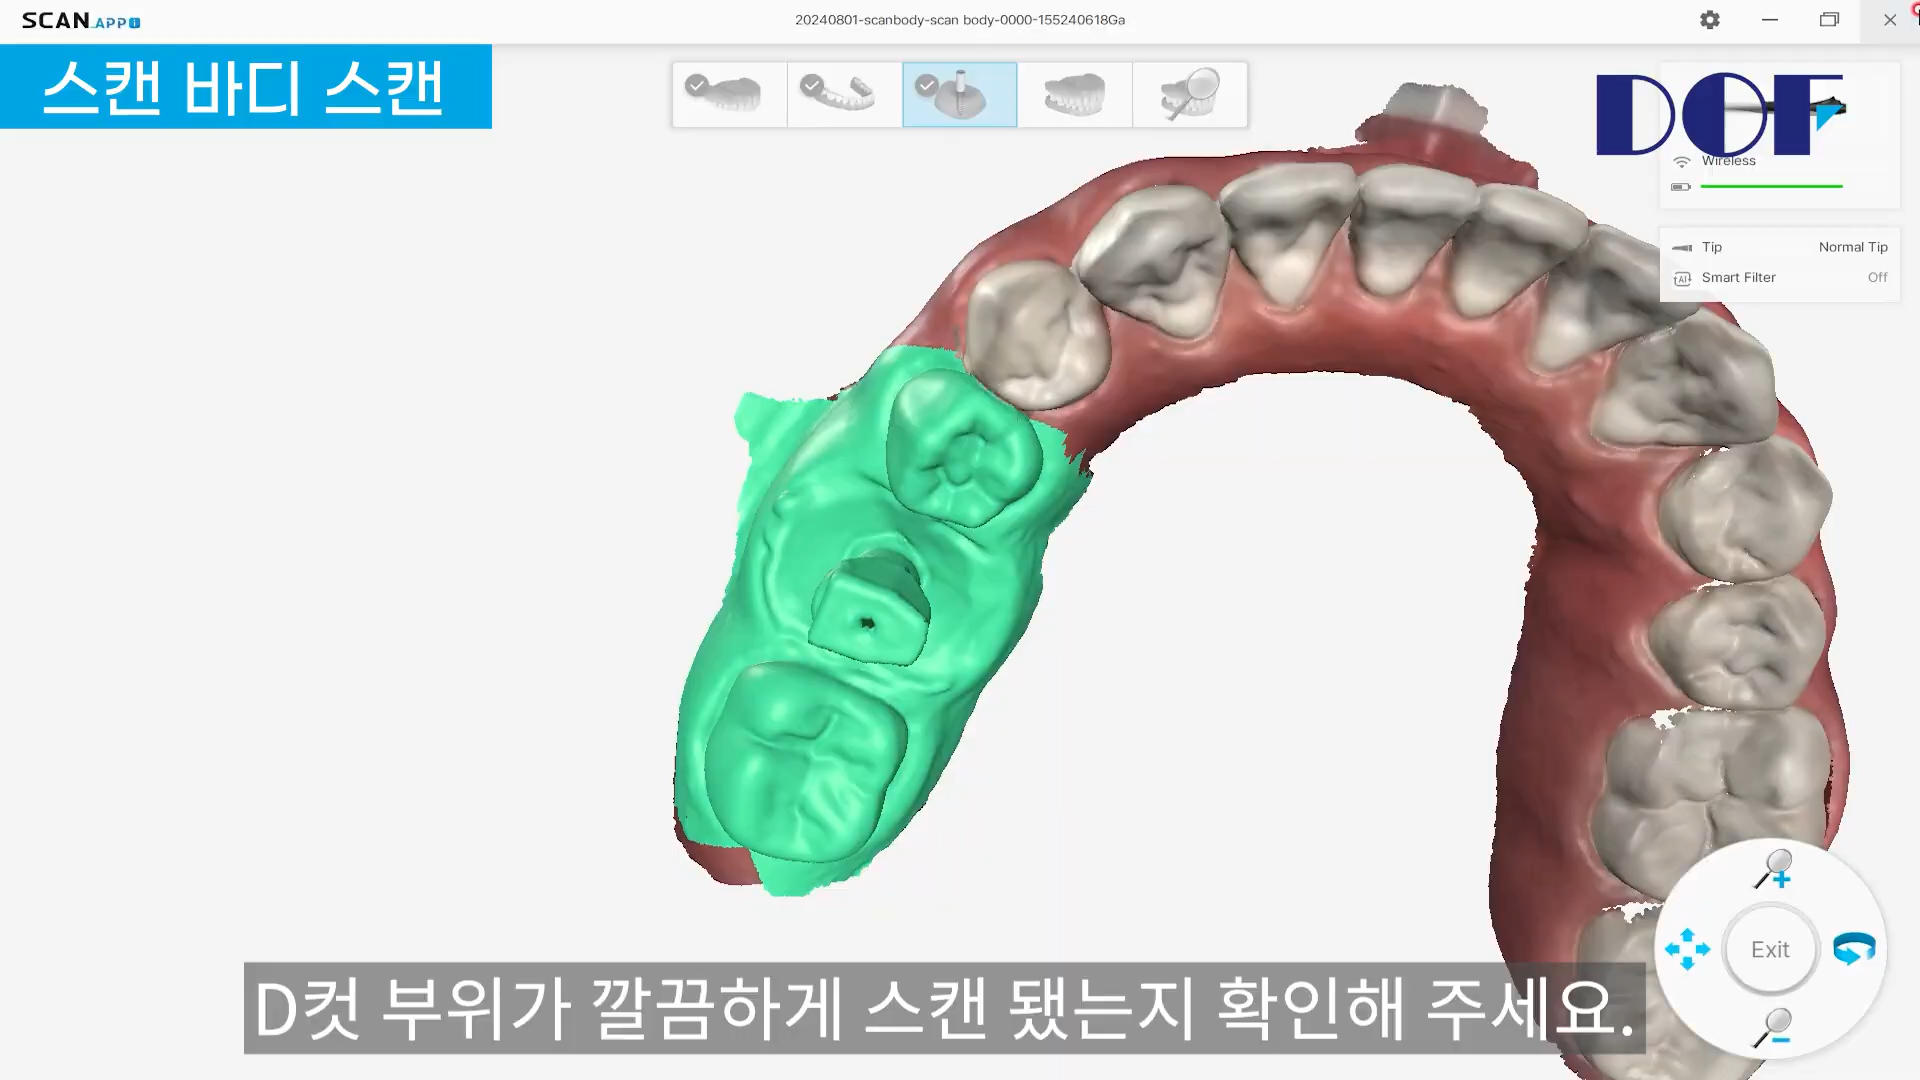 SCAN.APP
20240801-scanbody-scan body-0000-155240618Ga
스캔 바디 스캔
DOF
Wireless
Tip Normal Tip
Smart Filter Off
Exit
D컷 부위가 깔끔하게 스캔 됐는지 확인해 주세요.